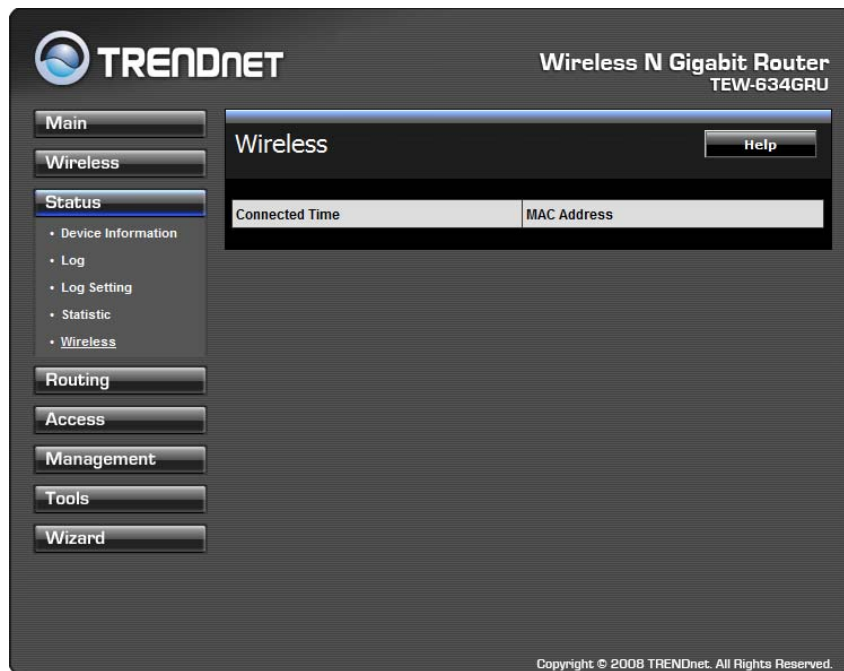 TRENDNET
Wireless N Gigabit Router
TEW-634GRU
Main
Wireless
Status
• Device Information
• Log
• Log Setting
• Statistic
• Wireless
Routing
Access
Management
Tools
Wizard
Wireless
Help
Connected Time
MAC Address
Copyright © 2008 TRENDnet. All Rights Reserved.